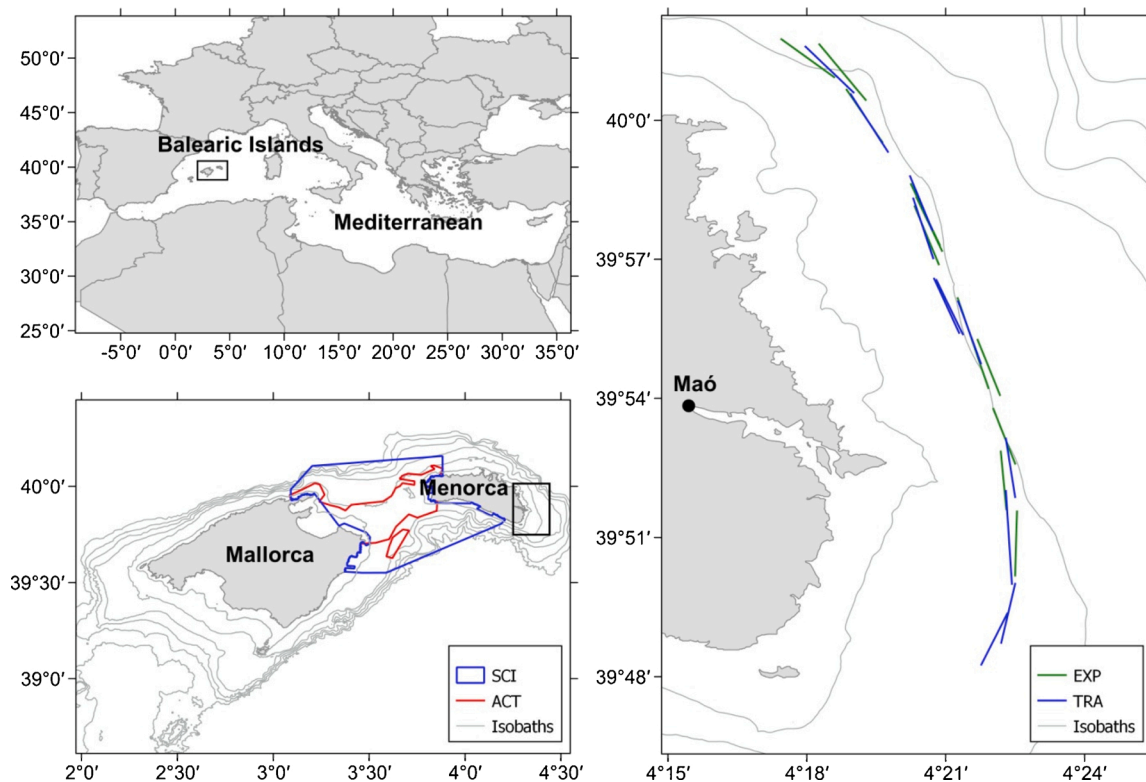 50°0′
45°0′
40°0′
35°0′
30°0′
25°0′
Balearic Islands
Mediterranean
-5°0′ 0°0′ 5°0′ 10°0′ 15°0′ 20°0′ 25°0′ 30°0′ 35°0′
40°0′
39°30′
39°0′
Menorca
Mallorca
SCI
ACT
Isobaths
2°0′ 2°30′ 3°0′ 3°30′ 4°0′ 4°30′
40°0′
39°57′
39°54′
39°51′
39°48′
Maó
EXP
TRA
Isobaths
4°15′ 4°18′ 4°21′ 4°24′